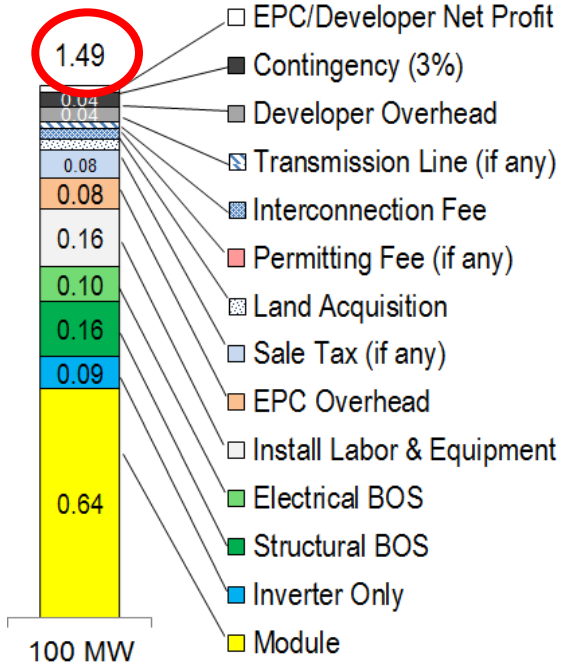 EPC/Developer Net Profit
1.49
Contingency (3%)
0.04
Developer Overhead
0.04
Transmission Line (if any)
0.08
Interconnection Fee
0.08
Permitting Fee (if any)
0.16
Land Acquisition
0.10
Sale Tax (if any)
0.16
EPC Overhead
0.09
Install Labor & Equipment
0.64
Electrical BOS
Structural BOS
Inverter Only
Module
100 MW